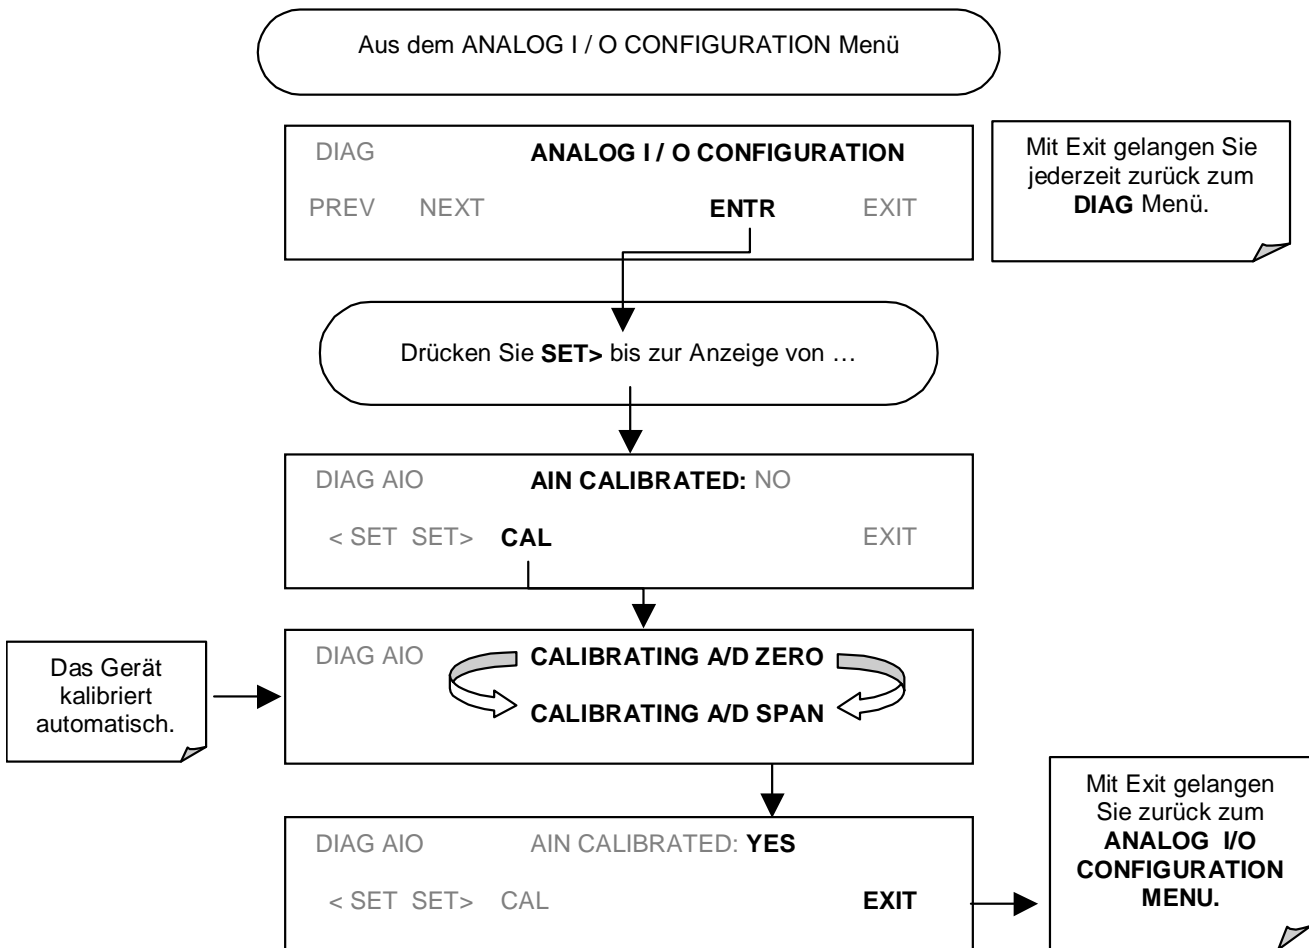 Aus dem ANALOG I / O CONFIGURATION Menü
DIAG ANALOG I / O CONFIGURATION
PREV NEXT ENTR EXIT
Mit Exit gelangen Sie
jederzeit zurück zum
DIAG Menü.
Drücken Sie SET> bis zur Anzeige von …
DIAG AIO AIN CALIBRATED: NO
< SET SET> CAL EXIT
Das Gerät
kalibriert
automatisch.
DIAG AIO CALIBRATING A/D ZERO
CALIBRATING A/D SPAN
DIAG AIO AIN CALIBRATED: YES
< SET SET> CAL EXIT
Mit Exit gelangen
Sie zurück zum
ANALOG I/O
CONFIGURATION
MENU.